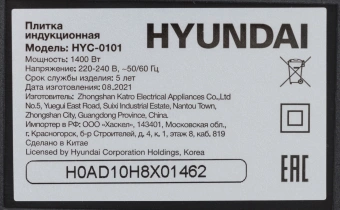 Плитка
индукционная
Модель: HYC-0101
HYUNDAI
Мощность: 1400 Вт
Напряжение: 220-240 В, ~50/60 Гц
Срок службы изделия: 5 лет
Дата изготовления: 08.2021
Изготовитель: Zhongshan Katro Electrical Appliances CO., Ltd
No.5, Yuegui East Road, Suixi Industrial Estate, Nantou Town,
Zhongshan City, Guangdong Province, China.
Импортер в РФ: ООО «Хаскел», 143401, Московская обл.,
г. Красногорск, б-р Строителей, д. 4, к. 1, этаж 8, каб. 819
Сделано в Китае
Licensed by Hyundai Corporation Holdings, Korea
H0AD10H8X01462
EAC